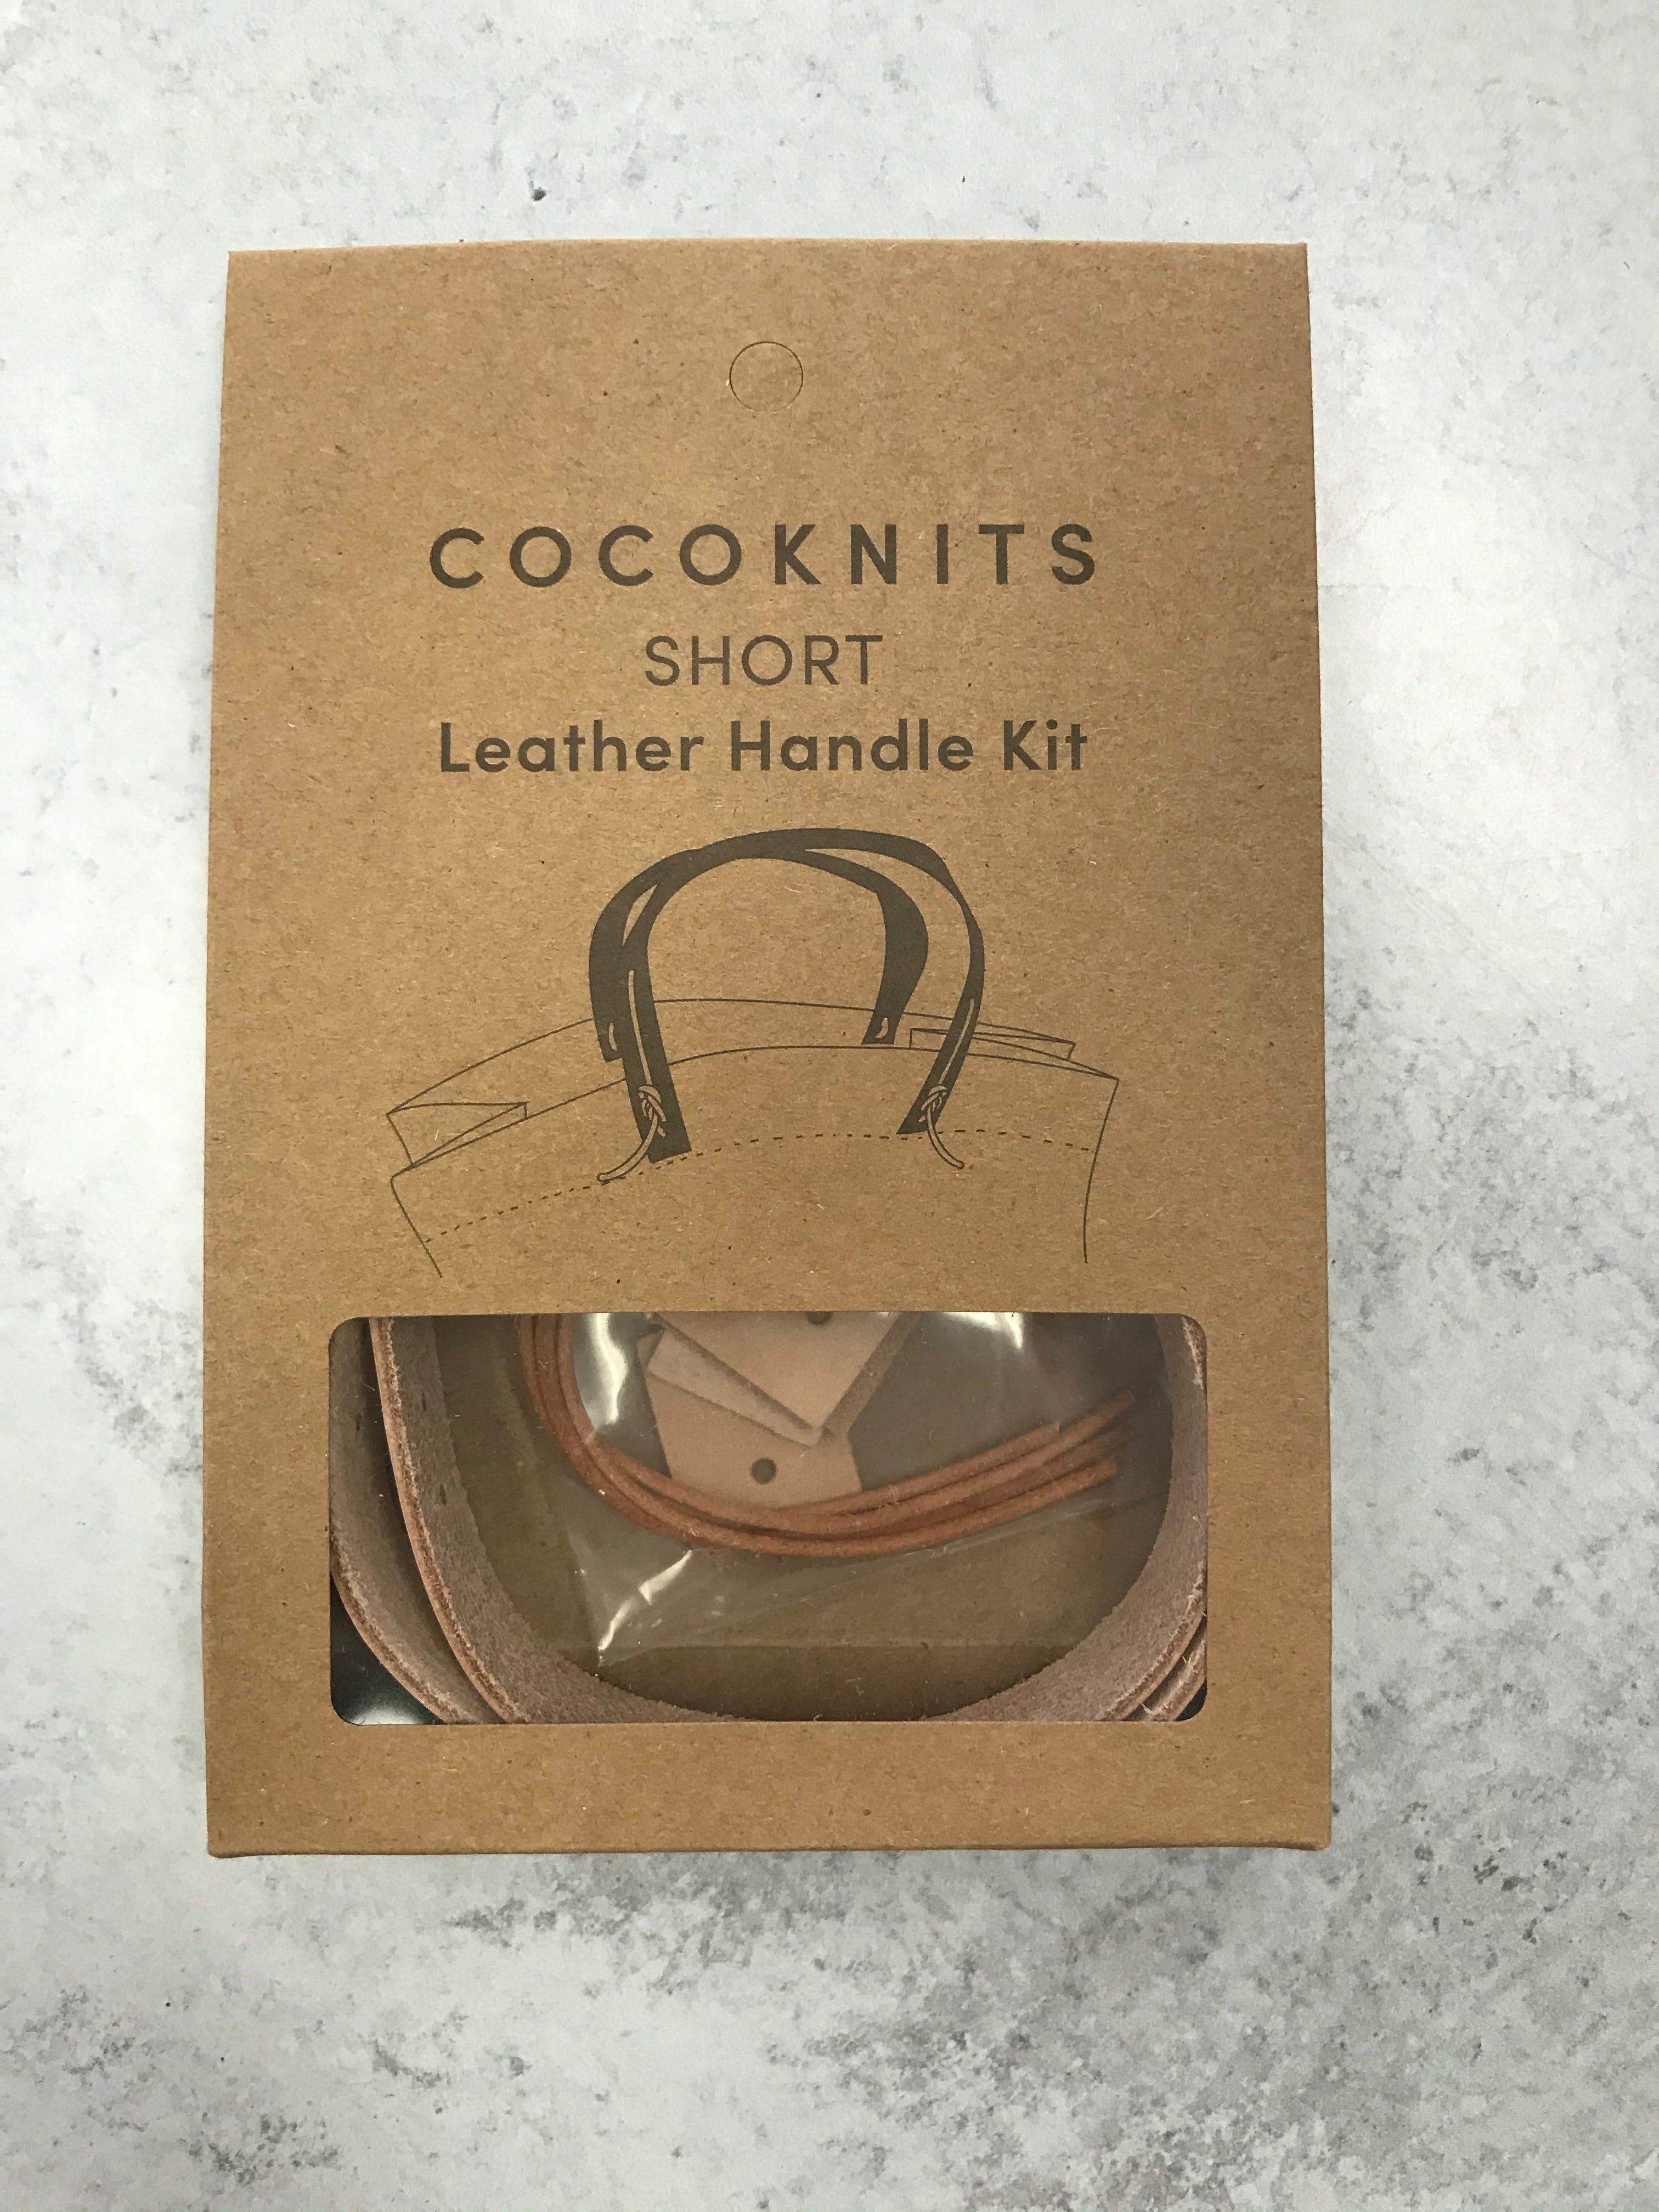 COCOKNITS
SHORT
Leather Handle Kit